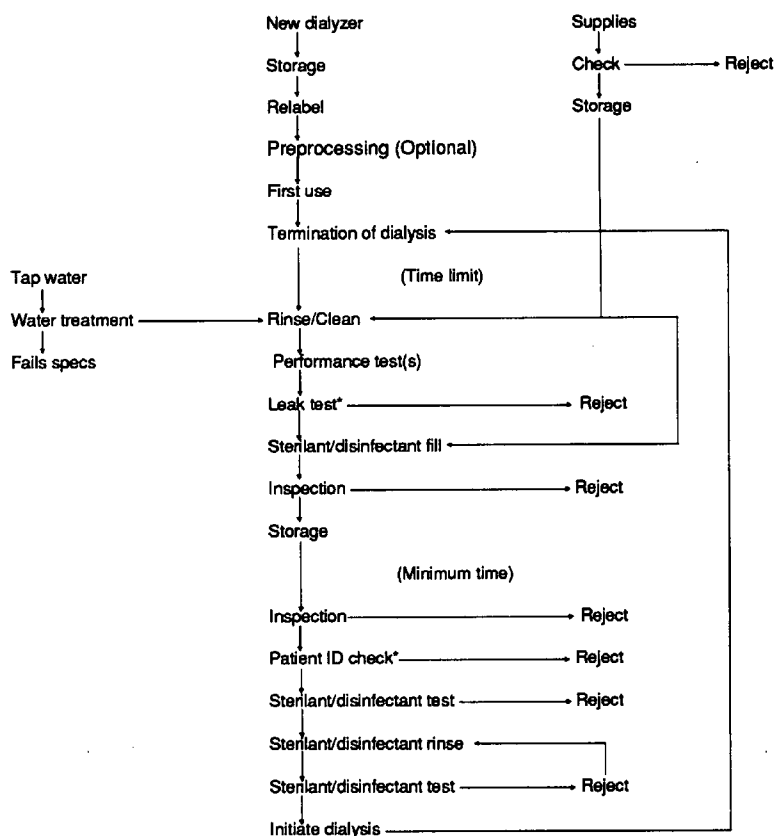 New dialyzer
Supplies
Storage
Check
Reject
Relabel
Storage
Preprocessing (Optional)
First use
Termination of dialysis
(Time limit)
Tap water
Water treatment
Rinse/Clean
Fails specs
Performance test(s)
Leak test*
Reject
Sterilant/disinfectant fill
Inspection
Reject
Storage
(Minimum time)
Inspection
Reject
Patient ID check*
Reject
Sterilant/disinfectant test
Reject
Sterilant/disinfectant rinse
Sterilant/disinfectant test
Reject
Initiate dialysis